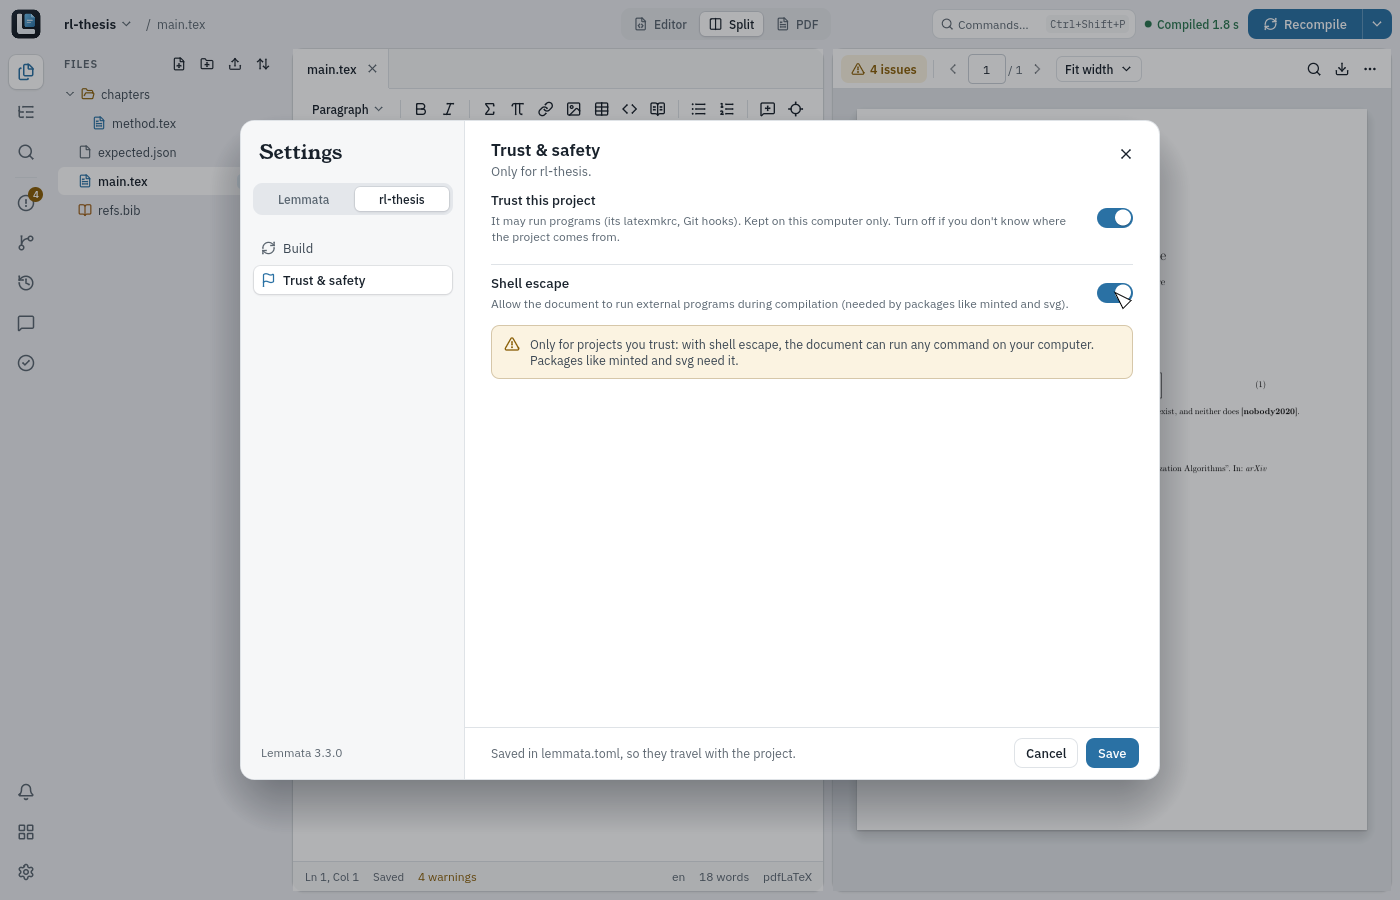 rl-thesis / main.tex
Editor Split PDF
Commands... Ctrl+Shift+P
Compiled 1.8 s
Recompile
FILES
chapters
method.tex
expected.json
main.tex
refs.bib
4
main.tex
Paragraph
4 issues
1 / 1
Fit width
Settings
Lemmata rl-thesis
Build
Trust & safety
Lemmata 3.3.0
Trust & safety
Only for rl-thesis.
Trust this project
It may run programs (its latexmkrc, Git hooks). Kept on this computer only. Turn off if you don't know where
the project comes from.
Shell escape
Allow the document to run external programs during compilation (needed by packages like minted and svg).
Only for projects you trust: with shell escape, the document can run any command on your computer.
Packages like minted and svg need it.
Saved in lemmata.toml, so they travel with the project.
Cancel Save
(1)
exist, and neither does [nobody2020].
uation Algorithms". In: arXiv
Ln 1, Col 1 Saved 4 warnings
en 18 words pdfLaTeX